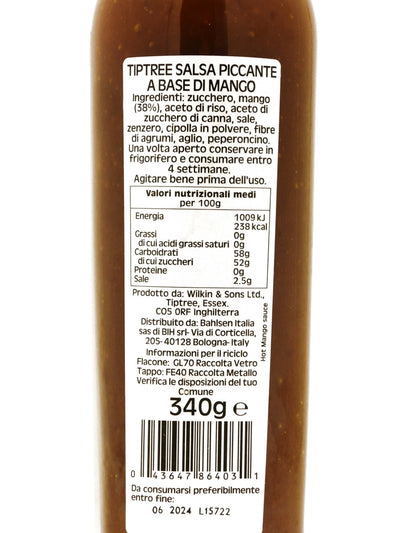 TIPTREE SALSA PICCANTE
A BASE DI MANGO
Ingredienti: zucchero, mango
(38%), aceto di riso, aceto di
zucchero di canna, sale,
zenzero, cipolla in polvere, fibre
di agrumi, aglio, peperoncino.
Una volta aperto conservare in
frigorifero e consumare entro
4 settimane.
Agitare bene prima dell'uso.
Valori nutrizionali medi
per 100g
Energia 1009 kJ
238 kcal
Grassi 0g
di cui acidi grassi saturi 0g
Carboidrati 58g
di cui zuccheri 52g
Proteine 0g
Sale 2.5g
Prodotto da: Wilkin & Sons Ltd.,
Tiptree, Essex.
CO5 0RF Inghilterra
Distribuito da: Bahlsen Italia
sas di BIH srl- Via di Corticella,
205- 40128 Bologna- Italy
Informazioni per il riciclo
Flacone: GL70 Raccolta Vetro
Tappo: FE40 Raccolta Metallo
Verifica le disposizioni del tuo
Comune
Hot Mango sauce
340g e
0 43647 86403 1
Da consumarsi preferibilmente
entro fine:
06 2024 L15722